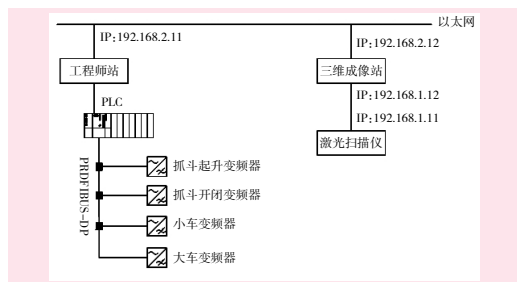 以太网
IP:192.168.2.11
IP:192.168.2.12
工程师站
三维成像站
PLC
IP:192.168.1.12
IP:192.168.1.11
激光扫描仪
PRDFIBUS-DP
抓斗起升变频器
抓斗开闭变频器
小车变频器
大车变频器